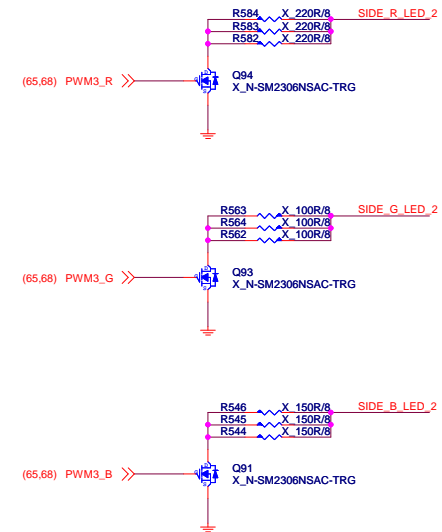 R584 X_220R/8 SIDE_R_LED_2
R583 X_220R/8
R582 X_220R/8
Q94
(65,68) PWM3_R X_N-SM2306NSAC-TRG
R563 X_100R/8 SIDE_G_LED_2
R564 X_100R/8
R562 X_100R/8
Q93
(65,68) PWM3_G X_N-SM2306NSAC-TRG
R546 X_150R/8 SIDE_B_LED_2
R545 X_150R/8
R544 X_150R/8
Q91
(65,68) PWM3_B X_N-SM2306NSAC-TRG